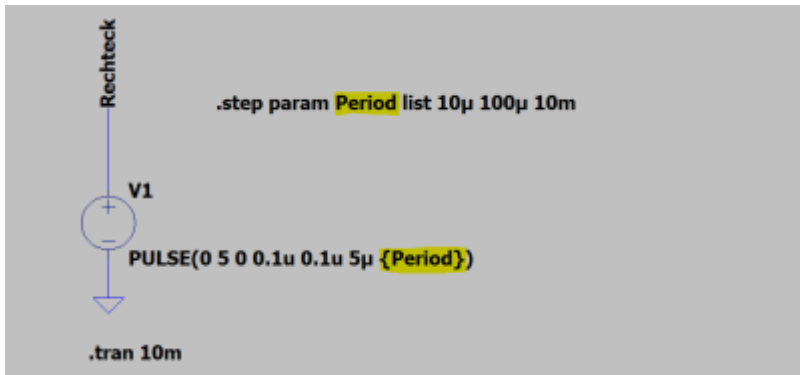 Rechteck
.step param Period list 10µ 100µ 10m
V1
PULSE(0 5 0 0.1u 0.1u 5µ {Period})
.tran 10m